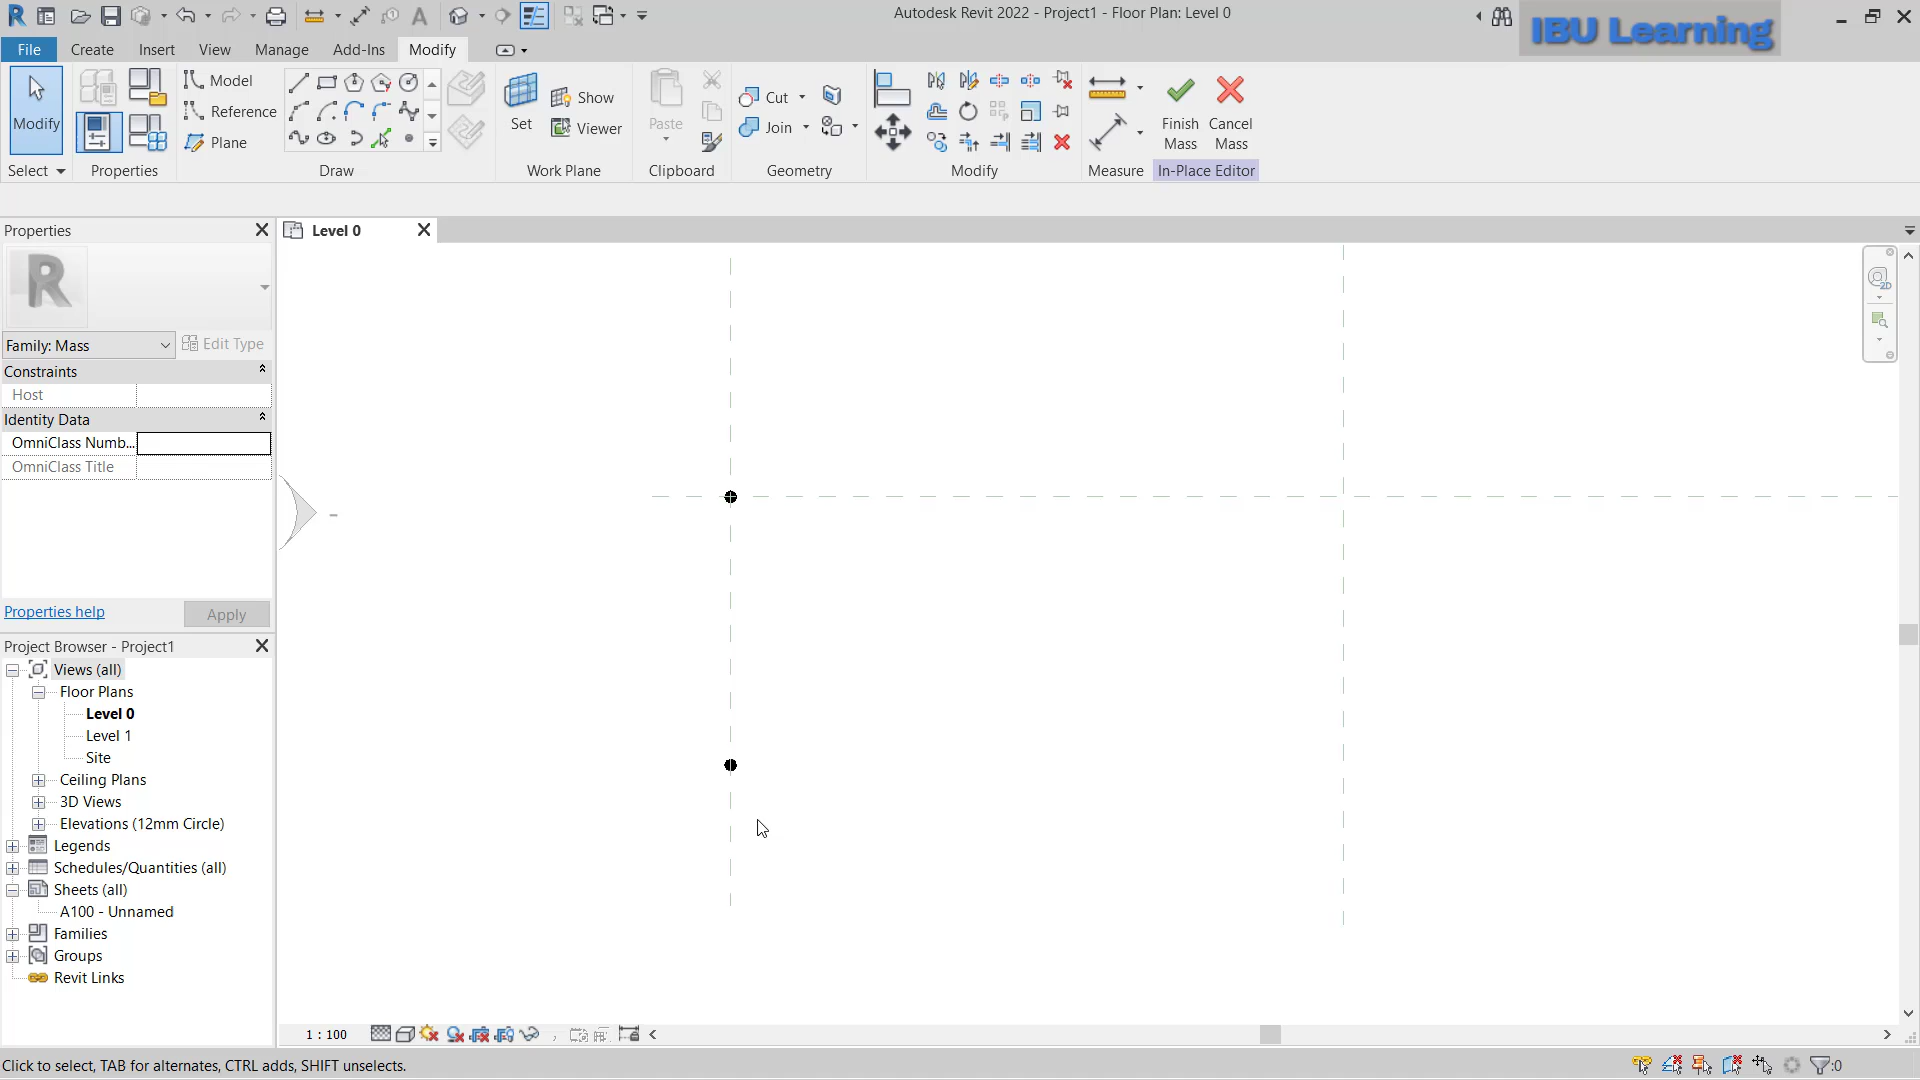 Autodesk Revit 2022 - Project1 - Floor Plan: Level 0
IBU Learning
File Create Insert View Manage Add-Ins Modify
Modify
Select
Properties
Model
Reference
Plane
Draw
Set
Show
Viewer
Work Plane
Paste
Clipboard
Cut
Join
Geometry
Modify
Measure
Finish Mass
Cancel Mass
In-Place Editor
Properties
Level 0
R
Family: Mass
Edit Type
Constraints
Host
Identity Data
OmniClass Numb...
OmniClass Title
Properties help
Apply
Project Browser - Project1
Views (all)
Floor Plans
Level 0
Level 1
Site
Ceiling Plans
3D Views
Elevations (12mm Circle)
Legends
Schedules/Quantities (all)
Sheets (all)
A100 - Unnamed
Families
Groups
Revit Links
2D
1 : 100
Click to select, TAB for alternates, CTRL adds, SHIFT unselects.
:0